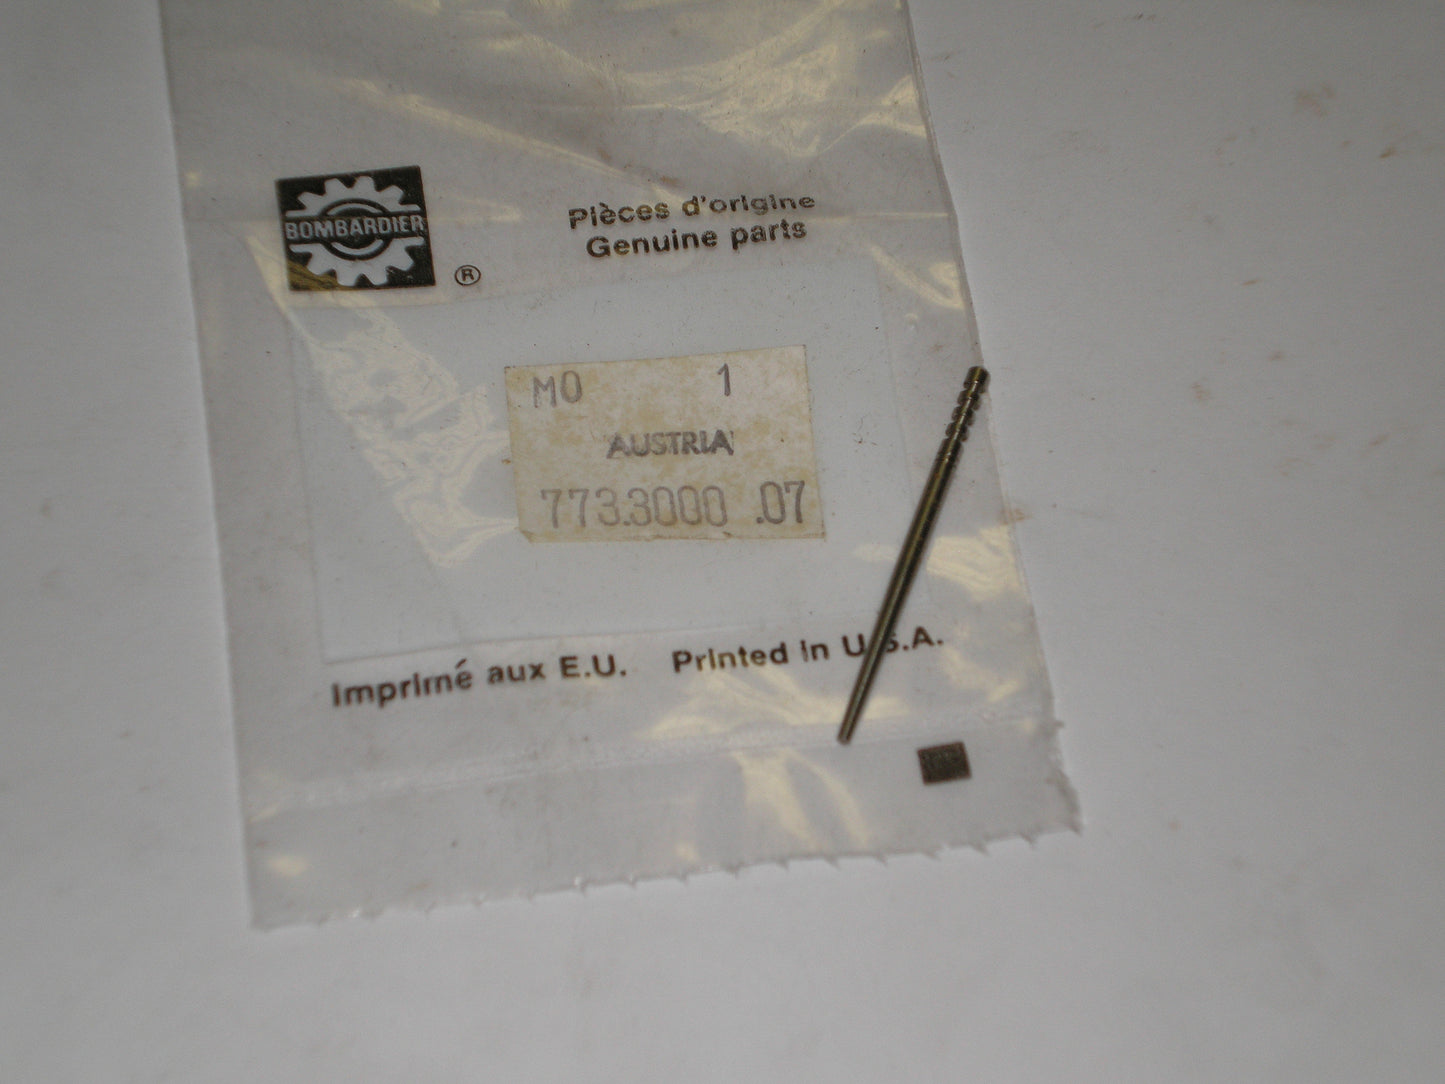 BOMBARDIER
®
Pièces d'origine
Genuine parts
MO 1
AUSTRIA
773.3000 .07
Imprimé aux E.U. Printed in U.S.A.